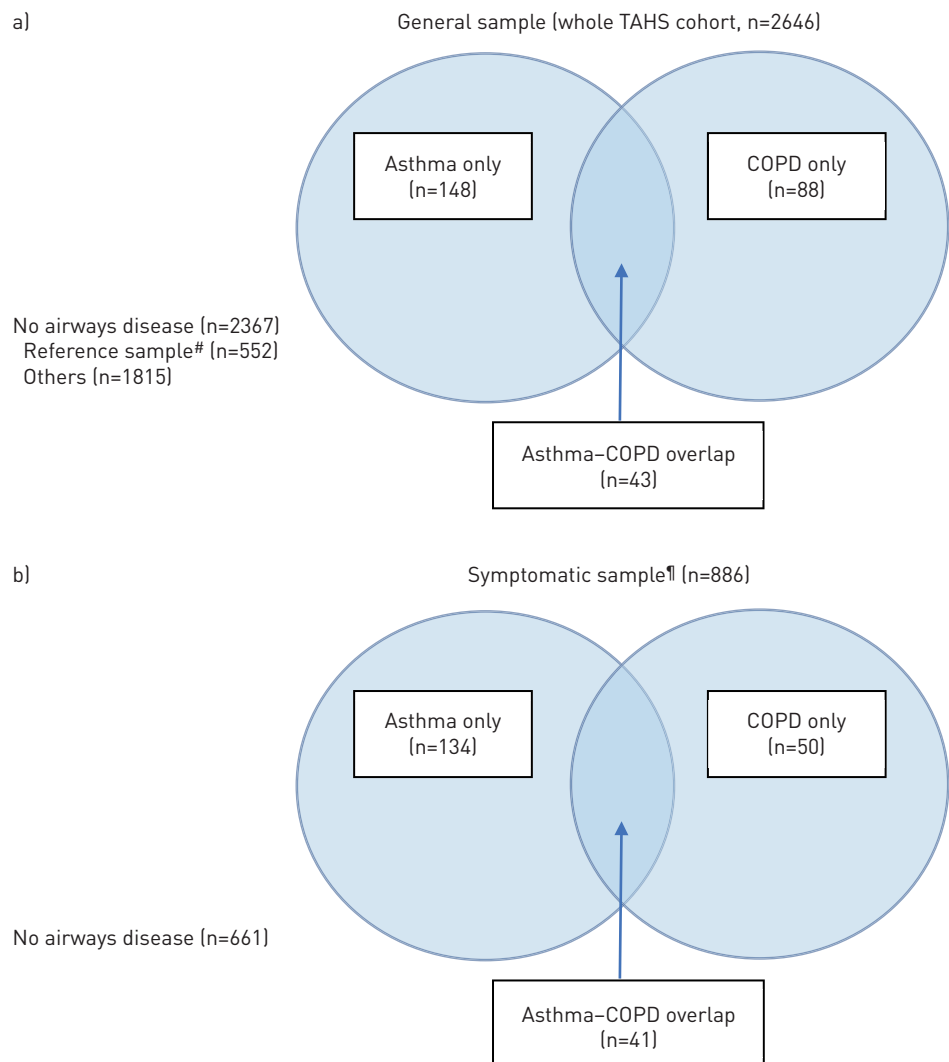 a)
General sample (whole TAHS cohort, n=2646)
Asthma only
(n=148)
COPD only
(n=88)
No airways disease (n=2367)
Reference sample# (n=552)
Others (n=1815)
Asthma–COPD overlap
(n=43)
b)
Symptomatic sample¶ (n=886)
Asthma only
(n=134)
COPD only
(n=50)
No airways disease (n=661)
Asthma–COPD overlap
(n=41)